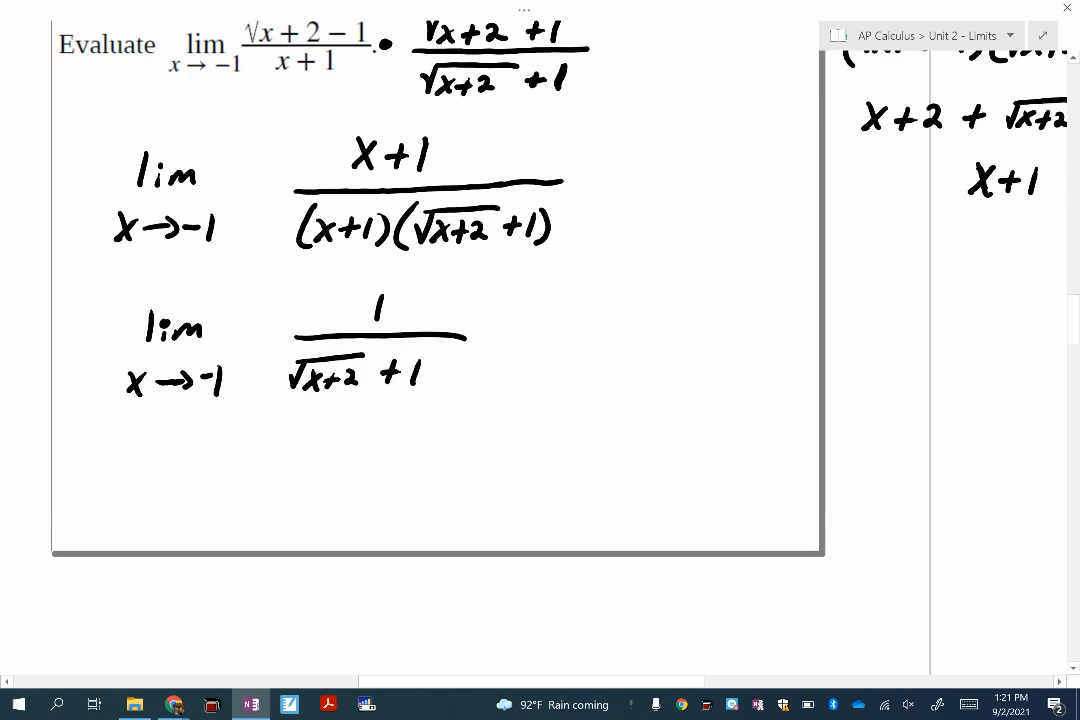 AP Calculus > Unit 2 - Limits
Evaluate lim x → −1 (√x + 2 − 1)/(x + 1) . • (√x+2 + 1)/(√x+2 + 1)
lim x→-1 (x+1)/((x+1)(√x+2 + 1))
lim x→-1 1/(√x+2 + 1)
x+2 + √x+2
x+1
92°F Rain coming
1:21 PM
9/2/2021
2